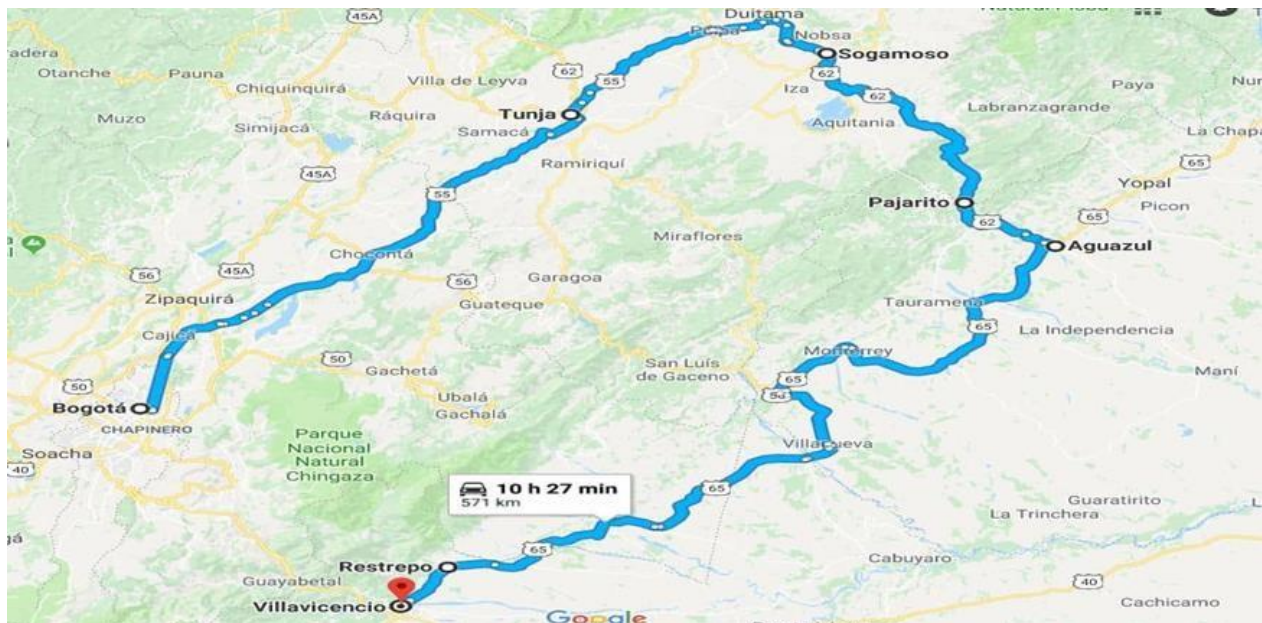 45A
Duitama
Paipa
Nobsa
Sogamoso
Otanche
Pauna
Chiquinquirá
Villa de Leyva
62
55
62
Iza
62
Paya
Labranzagrande
Muzo
Simijacá
Ráquira
Tunja
Samacá
Aquitania
La Chapa
45A
Ramiriquí
65
Yopal
Picon
55
Pajarito
62
65
Miraflores
Aguazul
Chocontá
56
45A
56
Garagoa
Zipaquirá
Guateque
Tauramena
65
La Independencia
Cajicá
50
Gachetá
San Luís
de Gaceno
Monterrey
65
Maní
50
Bogotá
CHAPINERO
Ubalá
Gachalá
Parque
Nacional
Natural
Chingaza
Soacha
40
Villanueva
10 h 27 min
571 km
65
Guaratirito
La Trinchera
65
Cabuyaro
Restrepo
Guayabetal
40
Villavicencio
Cachicamo
Google